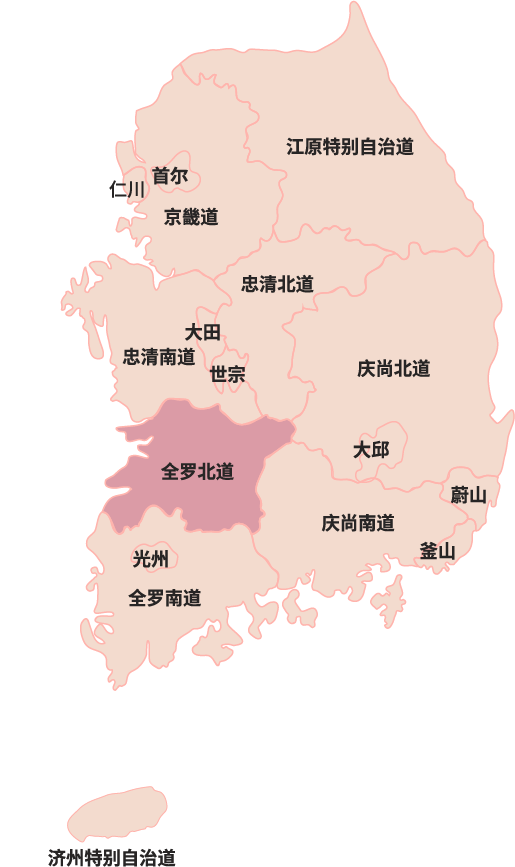 江原特别自治道
首尔
仁川
京畿道
忠清北道
大田
忠清南道
世宗
庆尚北道
大邱
全罗北道
蔚山
庆尚南道
釜山
光州
全罗南道
济州特别自治道